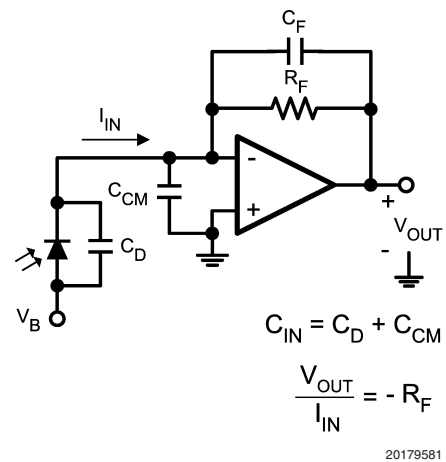 C_F
R_F
I_IN
-
C_CM
+
+
V_OUT
-
C_D
V_B
C_IN = C_D + C_CM
V_OUT / I_IN = - R_F
20179581